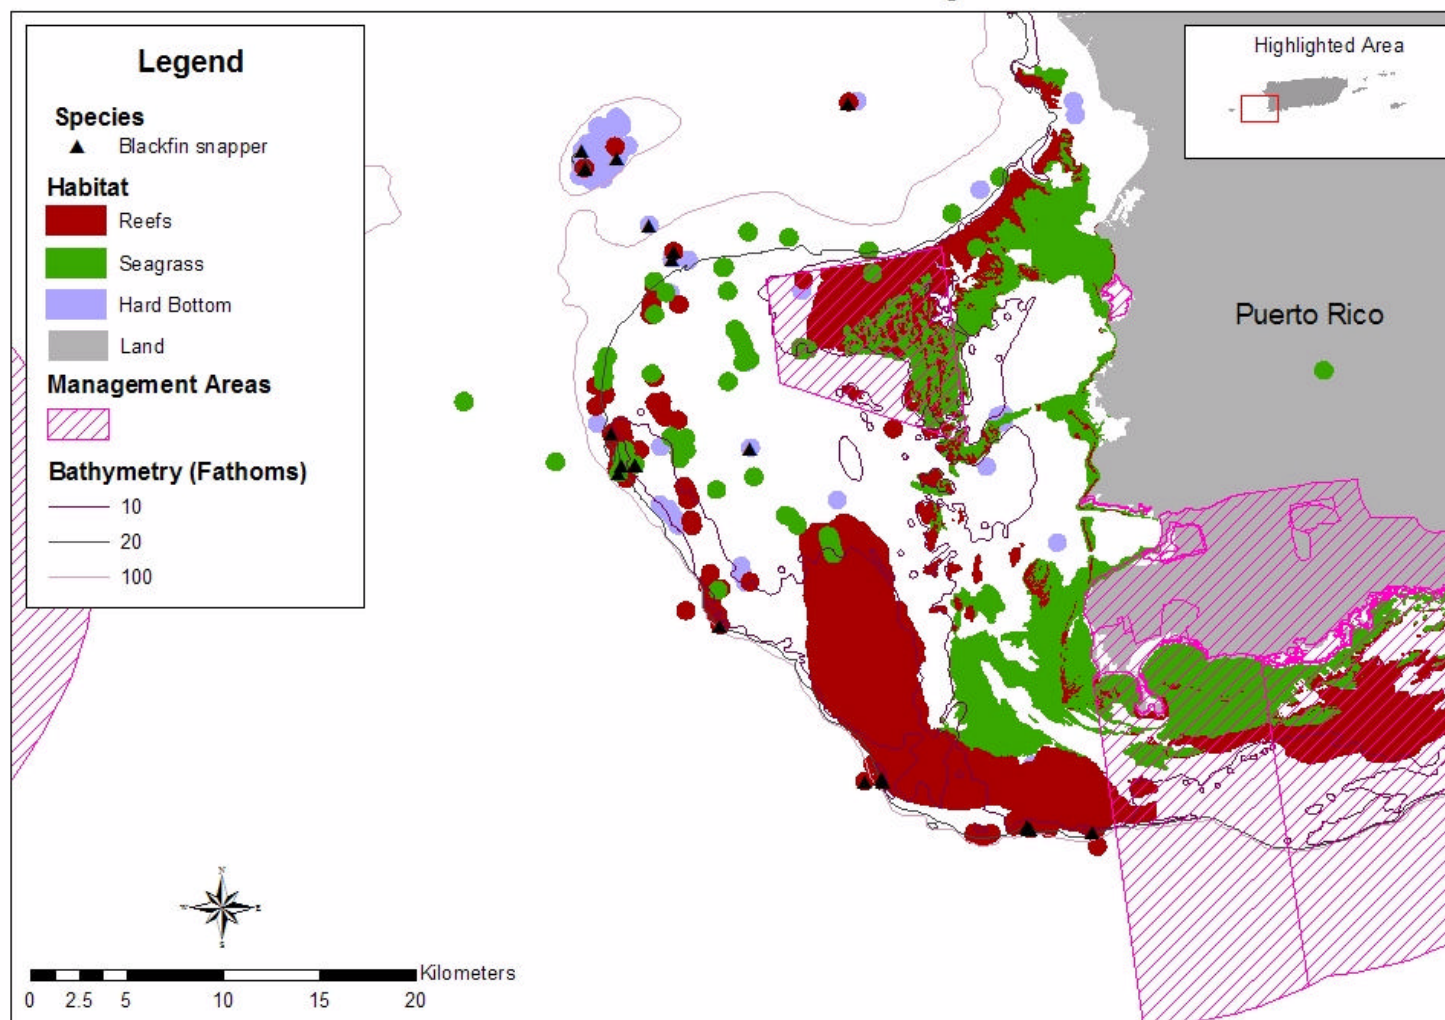 Legend
Species
Blackfin snapper
Habitat
Reefs
Seagrass
Hard Bottom
Land
Management Areas
Bathymetry (Fathoms)
10
20
100
Highlighted Area
Puerto Rico
N
W
E
S
Kilometers
0 2.5 5 10 15 20